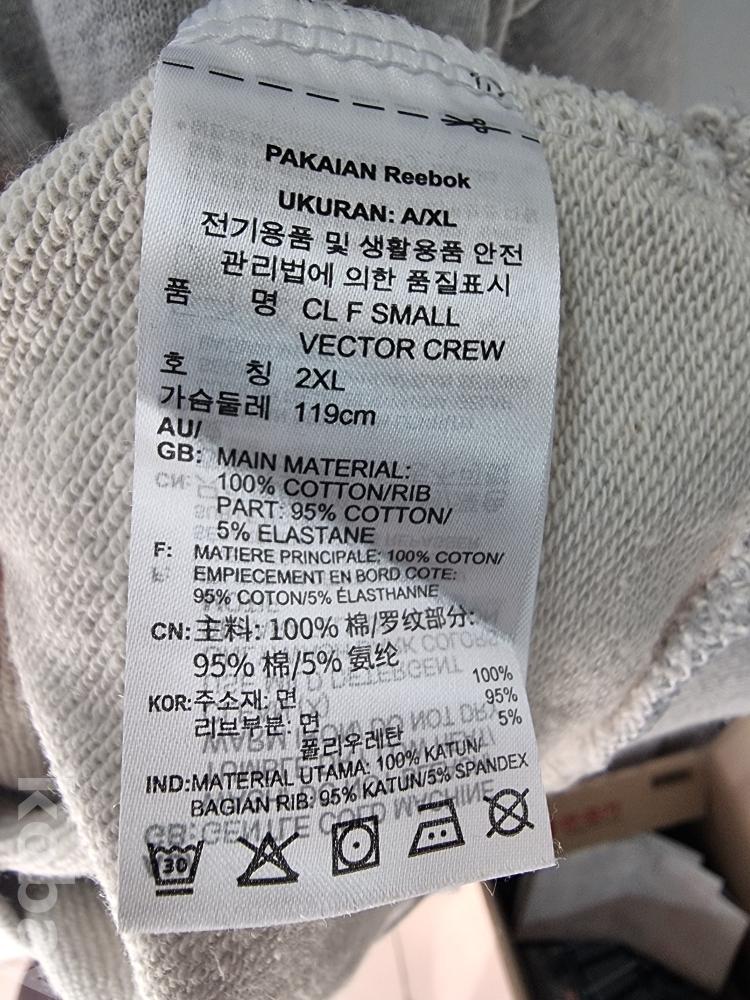 PAKAIAN Reebok
UKURAN: A/XL
전기용품 및 생활용품 안전
관리법에 의한 품질표시
품 명 CL F SMALL
VECTOR CREW
호 칭 2XL
가슴둘레 119cm
AU/
GB: MAIN MATERIAL:
100% COTTON/RIB
PART: 95% COTTON/
5% ELASTANE
F: MATIERE PRINCIPALE: 100% COTON/
EMPIECEMENT EN BORD COTE:
95% COTON/5% ÉLASTHANNE
CN: 主料: 100% 棉/罗纹部分:
95% 棉/5% 氨纶
KOR: 주소재: 면 100%
리브부분: 면 95%
폴리우레탄 5%
IND: MATERIAL UTAMA: 100% KATUN/
BAGIAN RIB: 95% KATUN/5% SPANDEX
30